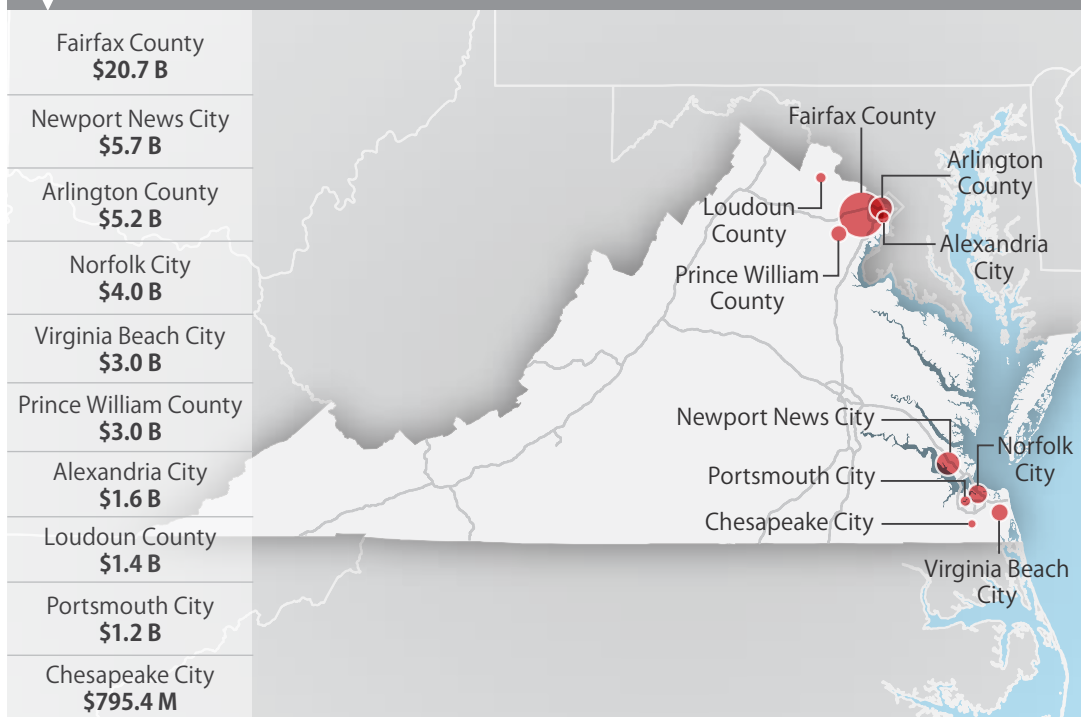 Fairfax County
$20.7 B
Newport News City
$5.7 B
Arlington County
$5.2 B
Norfolk City
$4.0 B
Virginia Beach City
$3.0 B
Prince William County
$3.0 B
Alexandria City
$1.6 B
Loudoun County
$1.4 B
Portsmouth City
$1.2 B
Chesapeake City
$795.4 M
Fairfax County
Arlington
County
Loudoun
County
Alexandria
City
Prince William
County
Newport News City
Norfolk
City
Portsmouth City
Chesapeake City
Virginia Beach
City